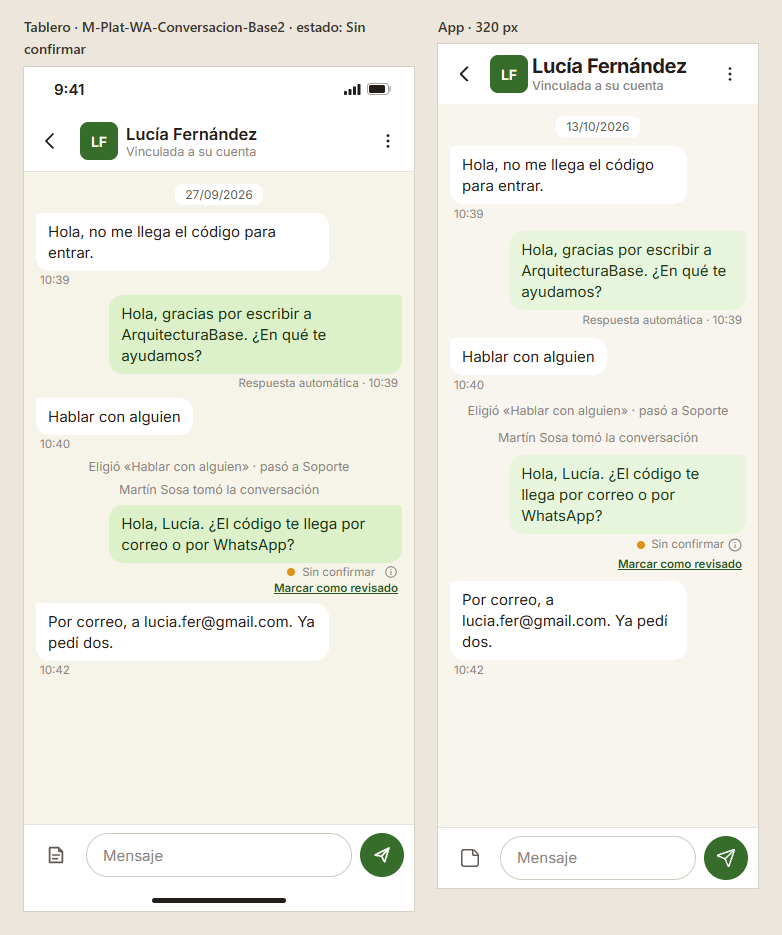 Tablero · M-Plat-WA-Conversacion-Base2 · estado: Sin
confirmar
9:41
LF
Lucía Fernández
Vinculada a su cuenta
27/09/2026
Hola, no me llega el código para
entrar.
10:39
Hola, gracias por escribir a
ArquitecturaBase. ¿En qué te
ayudamos?
Respuesta automática · 10:39
Hablar con alguien
10:40
Eligió «Hablar con alguien» · pasó a Soporte
Martín Sosa tomó la conversación
Hola, Lucía. ¿El código te llega por
correo o por WhatsApp?
Sin confirmar
Marcar como revisado
Por correo, a lucia.fer@gmail.com. Ya
pedí dos.
10:42
Mensaje
App · 320 px
LF
Lucía Fernández
Vinculada a su cuenta
13/10/2026
Hola, no me llega el código
para entrar.
10:39
Hola, gracias por escribir a
ArquitecturaBase. ¿En qué te
ayudamos?
Respuesta automática · 10:39
Hablar con alguien
10:40
Eligió «Hablar con alguien» · pasó a Soporte
Martín Sosa tomó la conversación
Hola, Lucía. ¿El código te
llega por correo o por
WhatsApp?
Sin confirmar
Marcar como revisado
Por correo, a
lucia.fer@gmail.com. Ya pedí
dos.
10:42
Mensaje